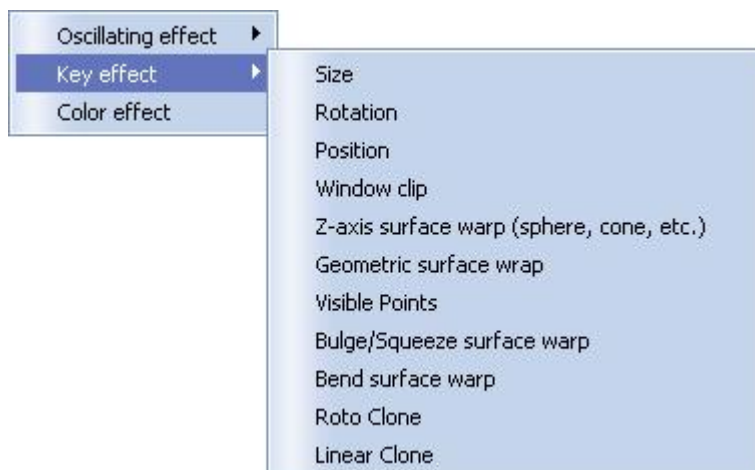 Oscillating effect
Key effect
Color effect
Size
Rotation
Position
Window clip
Z-axis surface warp (sphere, cone, etc.)
Geometric surface wrap
Visible Points
Bulge/Squeeze surface warp
Bend surface warp
Roto Clone
Linear Clone